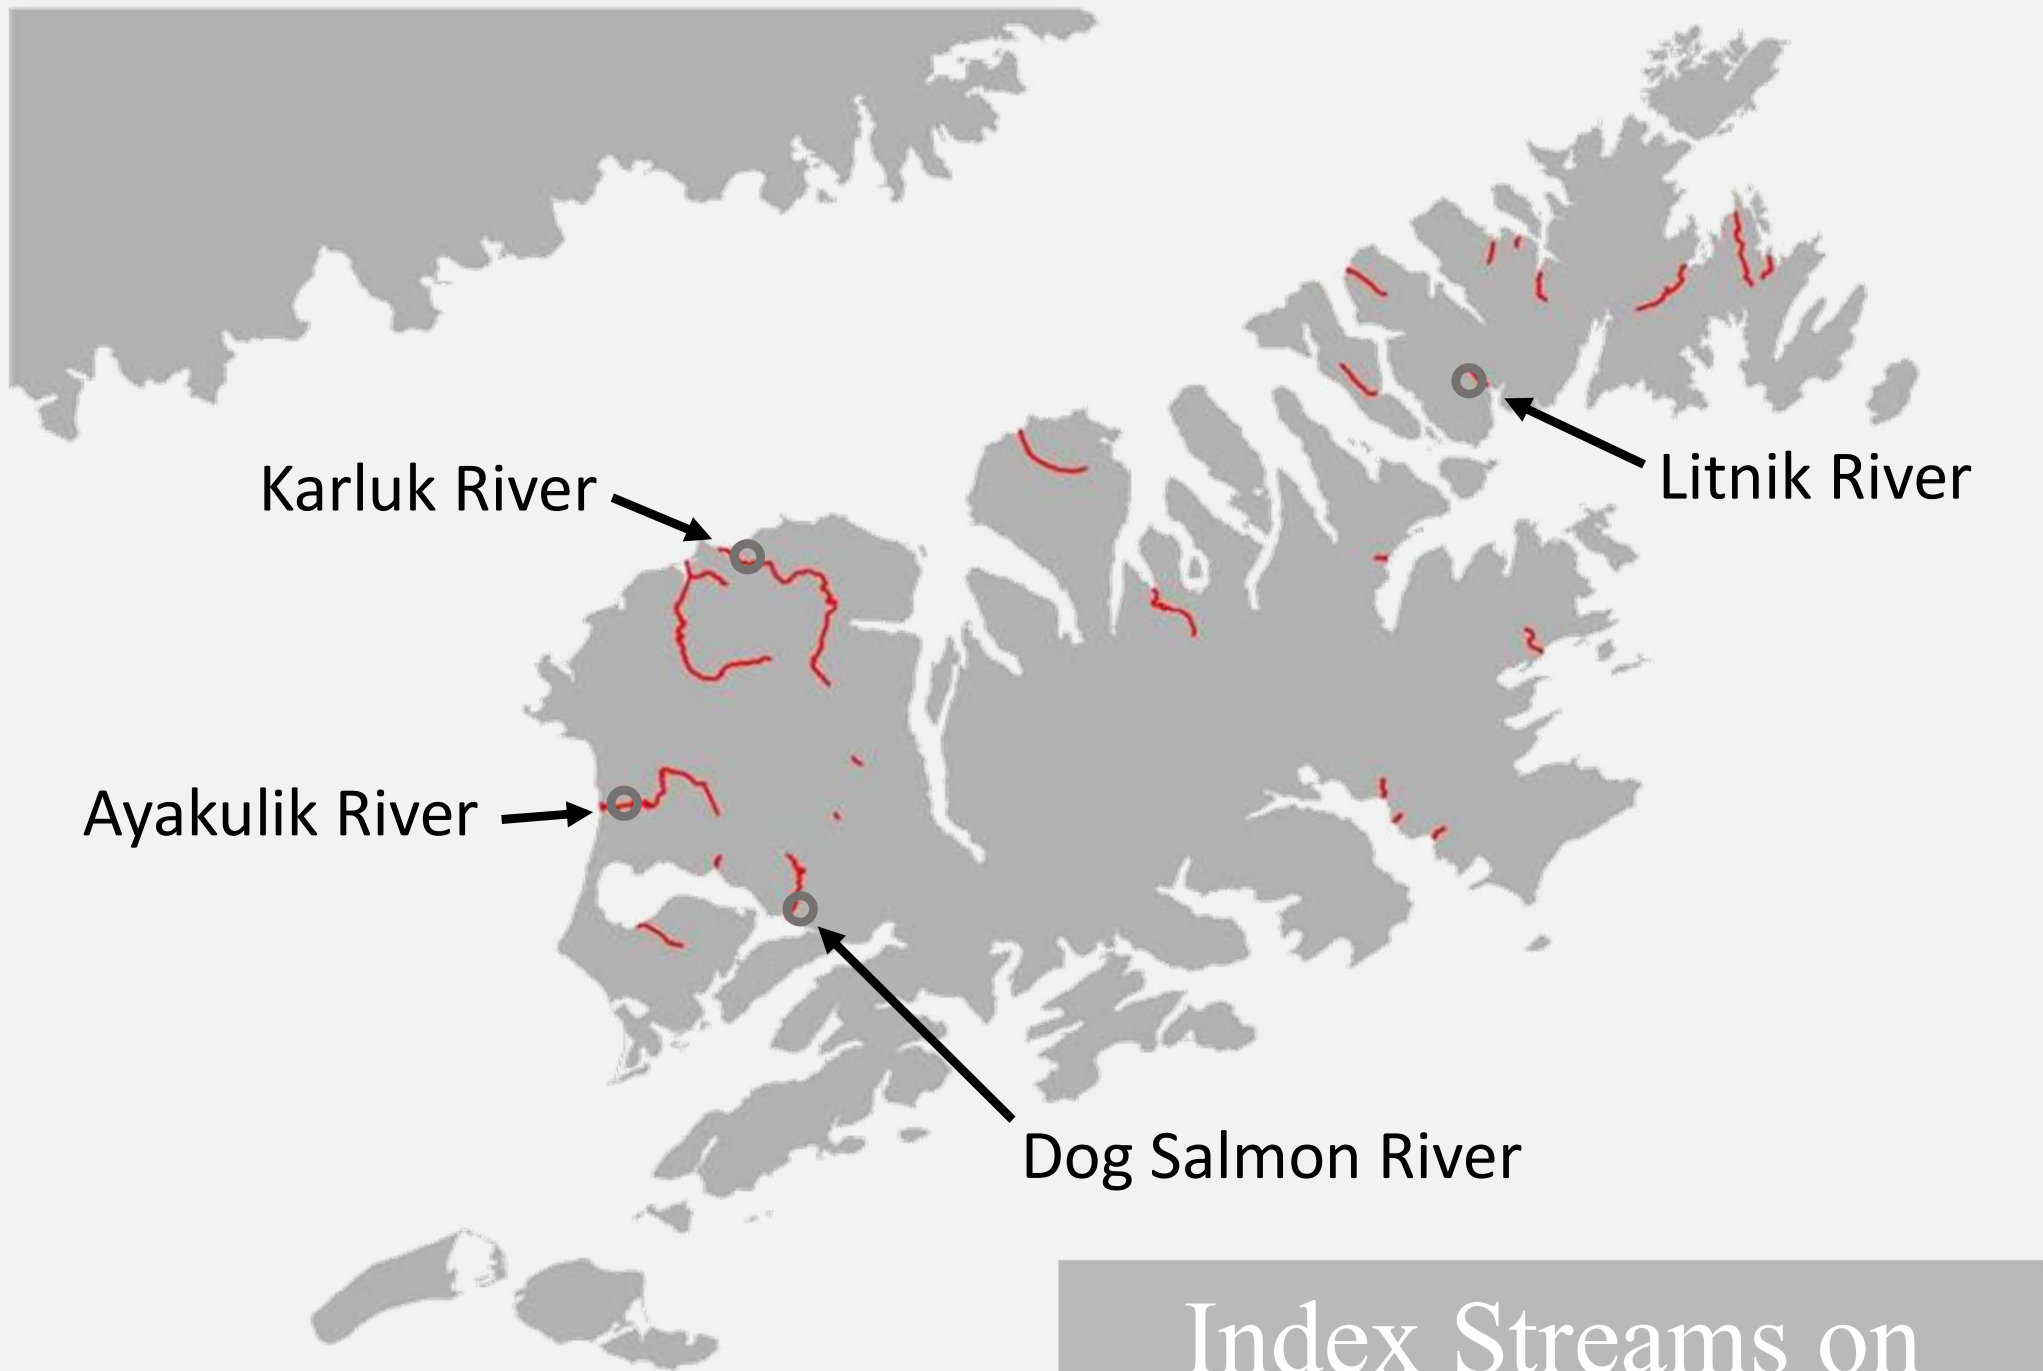 Karluk River
Litnik River
Ayakulik River
Dog Salmon River
Index Streams on